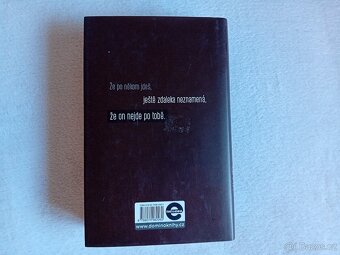 Že po někom jdeš,
ještě zdaleka neznamená,
že on nejde po tobě.
www.dominoknihy.cz